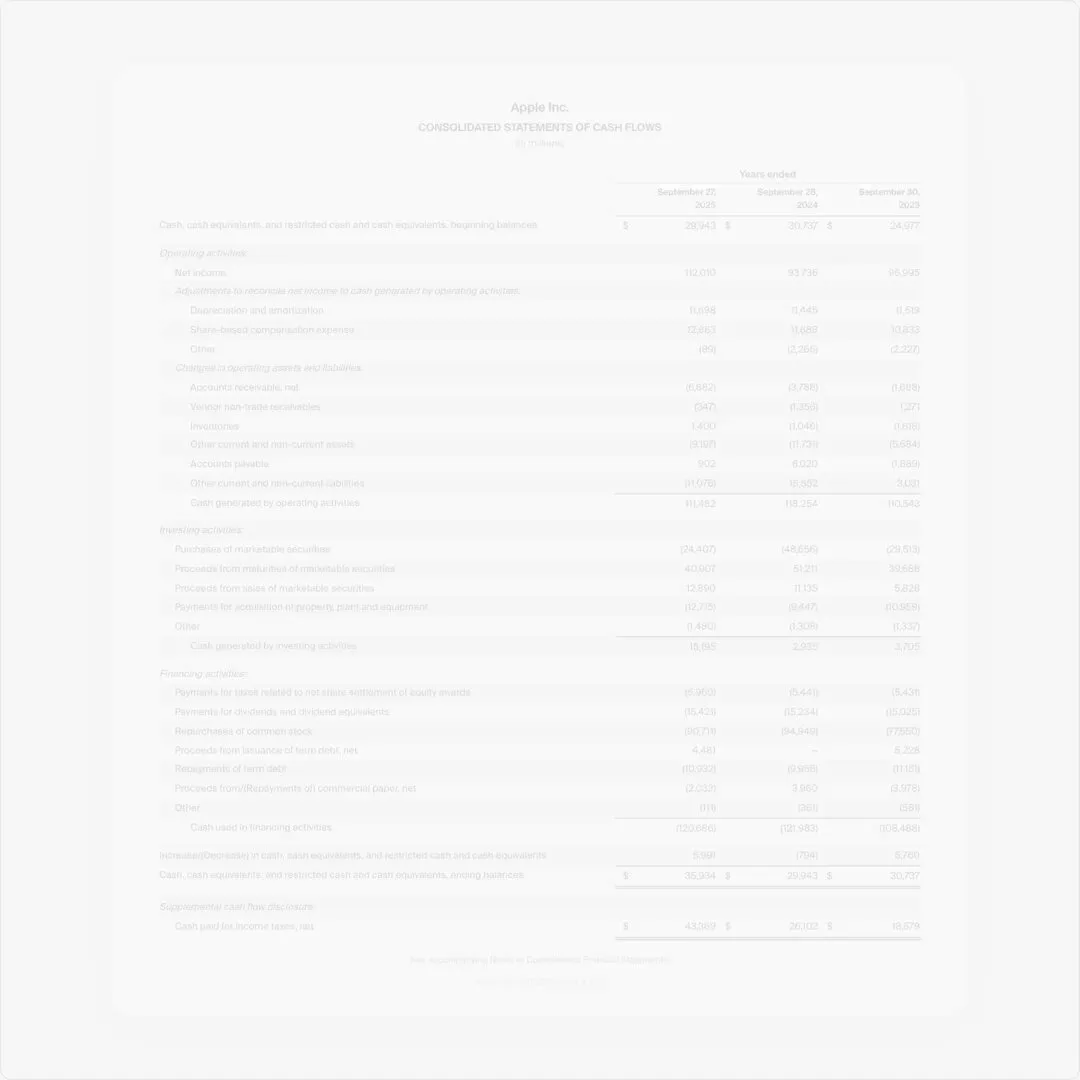 Apple Inc.
CONSOLIDATED STATEMENTS OF CASH FLOWS
(In millions)
Years ended
September 27, 2025 September 28, 2024 September 30, 2023
Cash, cash equivalents, and restricted cash and cash equivalents, beginning balances $ 29,943 $ 30,737 $ 24,977
Operating activities:
Net income 112,010 93,736 96,995
Adjustments to reconcile net income to cash generated by operating activities:
Depreciation and amortization 11,698 11,445 11,519
Share-based compensation expense 12,863 11,688 10,833
Other (89) (2,266) (2,227)
Changes in operating assets and liabilities:
Accounts receivable, net (6,682) (3,788) (1,688)
Vendor non-trade receivables (347) (1,356) 1,271
Inventories 1,400 (1,046) (1,618)
Other current and non-current assets (9,197) (11,731) (5,684)
Accounts payable 902 6,020 (1,889)
Other current and non-current liabilities (11,076) 15,552 3,031
Cash generated by operating activities 111,482 118,254 110,543
Investing activities:
Purchases of marketable securities (24,407) (48,656) (29,513)
Proceeds from maturities of marketable securities 40,907 51,211 39,686
Proceeds from sales of marketable securities 12,890 11,135 5,828
Payments for acquisition of property, plant and equipment (12,715) (9,447) (10,959)
Other (1,480) (1,308) (1,337)
Cash generated by investing activities 15,195 2,935 3,705
Financing activities:
Payments for taxes related to net share settlement of equity awards (5,960) (5,441) (5,431)
Payments for dividends and dividend equivalents (15,421) (15,234) (15,025)
Repurchases of common stock (90,711) (94,949) (77,550)
Proceeds from issuance of term debt, net 4,481 – 5,228
Repayments of term debt (10,932) (9,958) (11,151)
Proceeds from/(Repayments of) commercial paper, net (2,032) 3,960 (3,978)
Other (111) (361) (581)
Cash used in financing activities (120,686) (121,983) (108,488)
Increase/(Decrease) in cash, cash equivalents, and restricted cash and cash equivalents 5,991 (794) 5,760
Cash, cash equivalents, and restricted cash and cash equivalents, ending balances $ 35,934 $ 29,943 $ 30,737
Supplemental cash flow disclosure:
Cash paid for income taxes, net $ 43,369 $ 26,102 $ 18,679
See accompanying Notes to Consolidated Financial Statements.